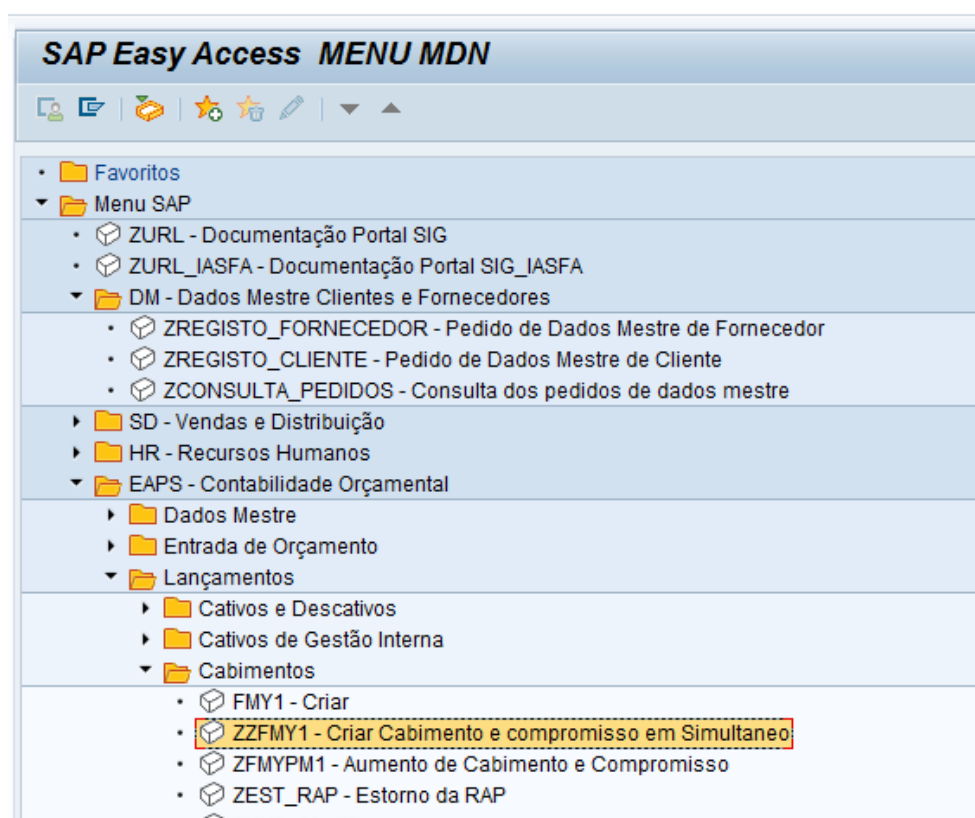 SAP Easy Access MENU MDN
Favoritos
Menu SAP
ZURL - Documentação Portal SIG
ZURL_IASFA - Documentação Portal SIG_IASFA
DM - Dados Mestre Clientes e Fornecedores
ZREGISTO_FORNECEDOR - Pedido de Dados Mestre de Fornecedor
ZREGISTO_CLIENTE - Pedido de Dados Mestre de Cliente
ZCONSULTA_PEDIDOS - Consulta dos pedidos de dados mestre
SD - Vendas e Distribuição
HR - Recursos Humanos
EAPS - Contabilidade Orçamental
Dados Mestre
Entrada de Orçamento
Lançamentos
Cativos e Descativos
Cativos de Gestão Interna
Cabimentos
FMY1 - Criar
ZZFMY1 - Criar Cabimento e compromisso em Simultaneo
ZFMYPM1 - Aumento de Cabimento e Compromisso
ZEST_RAP - Estorno da RAP